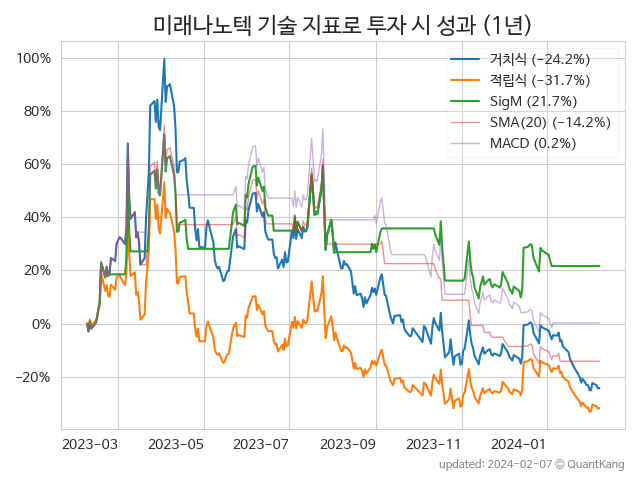 미래나노텍 기술 지표로 투자 시 성과 (1년)
거치식 (−24.2%)
적립식 (−31.7%)
SigM (21.7%)
SMA(20) (−14.2%)
MACD (0.2%)
100%
80%
60%
40%
20%
0%
−20%
2023-03 2023-05 2023-07 2023-09 2023-11 2024-01
updated: 2024-02-07 © QuantKang